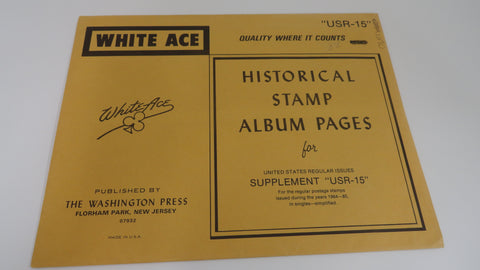 "USR-15"
WHITE ACE
QUALITY WHERE IT COUNTS
HISTORICAL
STAMP
ALBUM PAGES
for
UNITED STATES REGULAR ISSUES
SUPPLEMENT "USR-15"
For the regular postage stamps
issued during the years 1984-85,
in singles-simplified.
White Ace
PUBLISHED BY
THE WASHINGTON PRESS
FLORHAM PARK, NEW JERSEY
07932
MADE IN U.S.A.